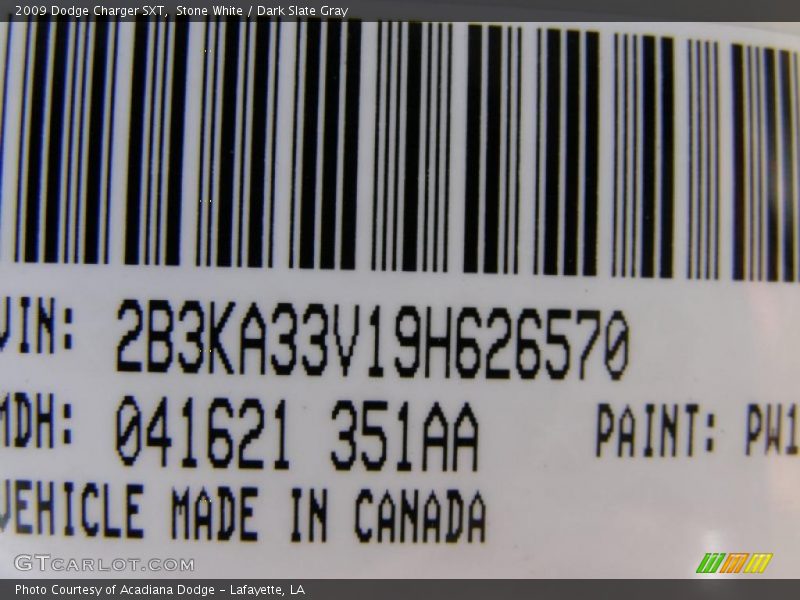 2009 Dodge Charger SXT, Stone White / Dark Slate Gray
VIN: 2B3KA33V19H626570
MDH: 041621 351AA PAINT: PW1
VEHICLE MADE IN CANADA
GTCARLOT.COM
Photo Courtesy of Acadiana Dodge - Lafayette, LA